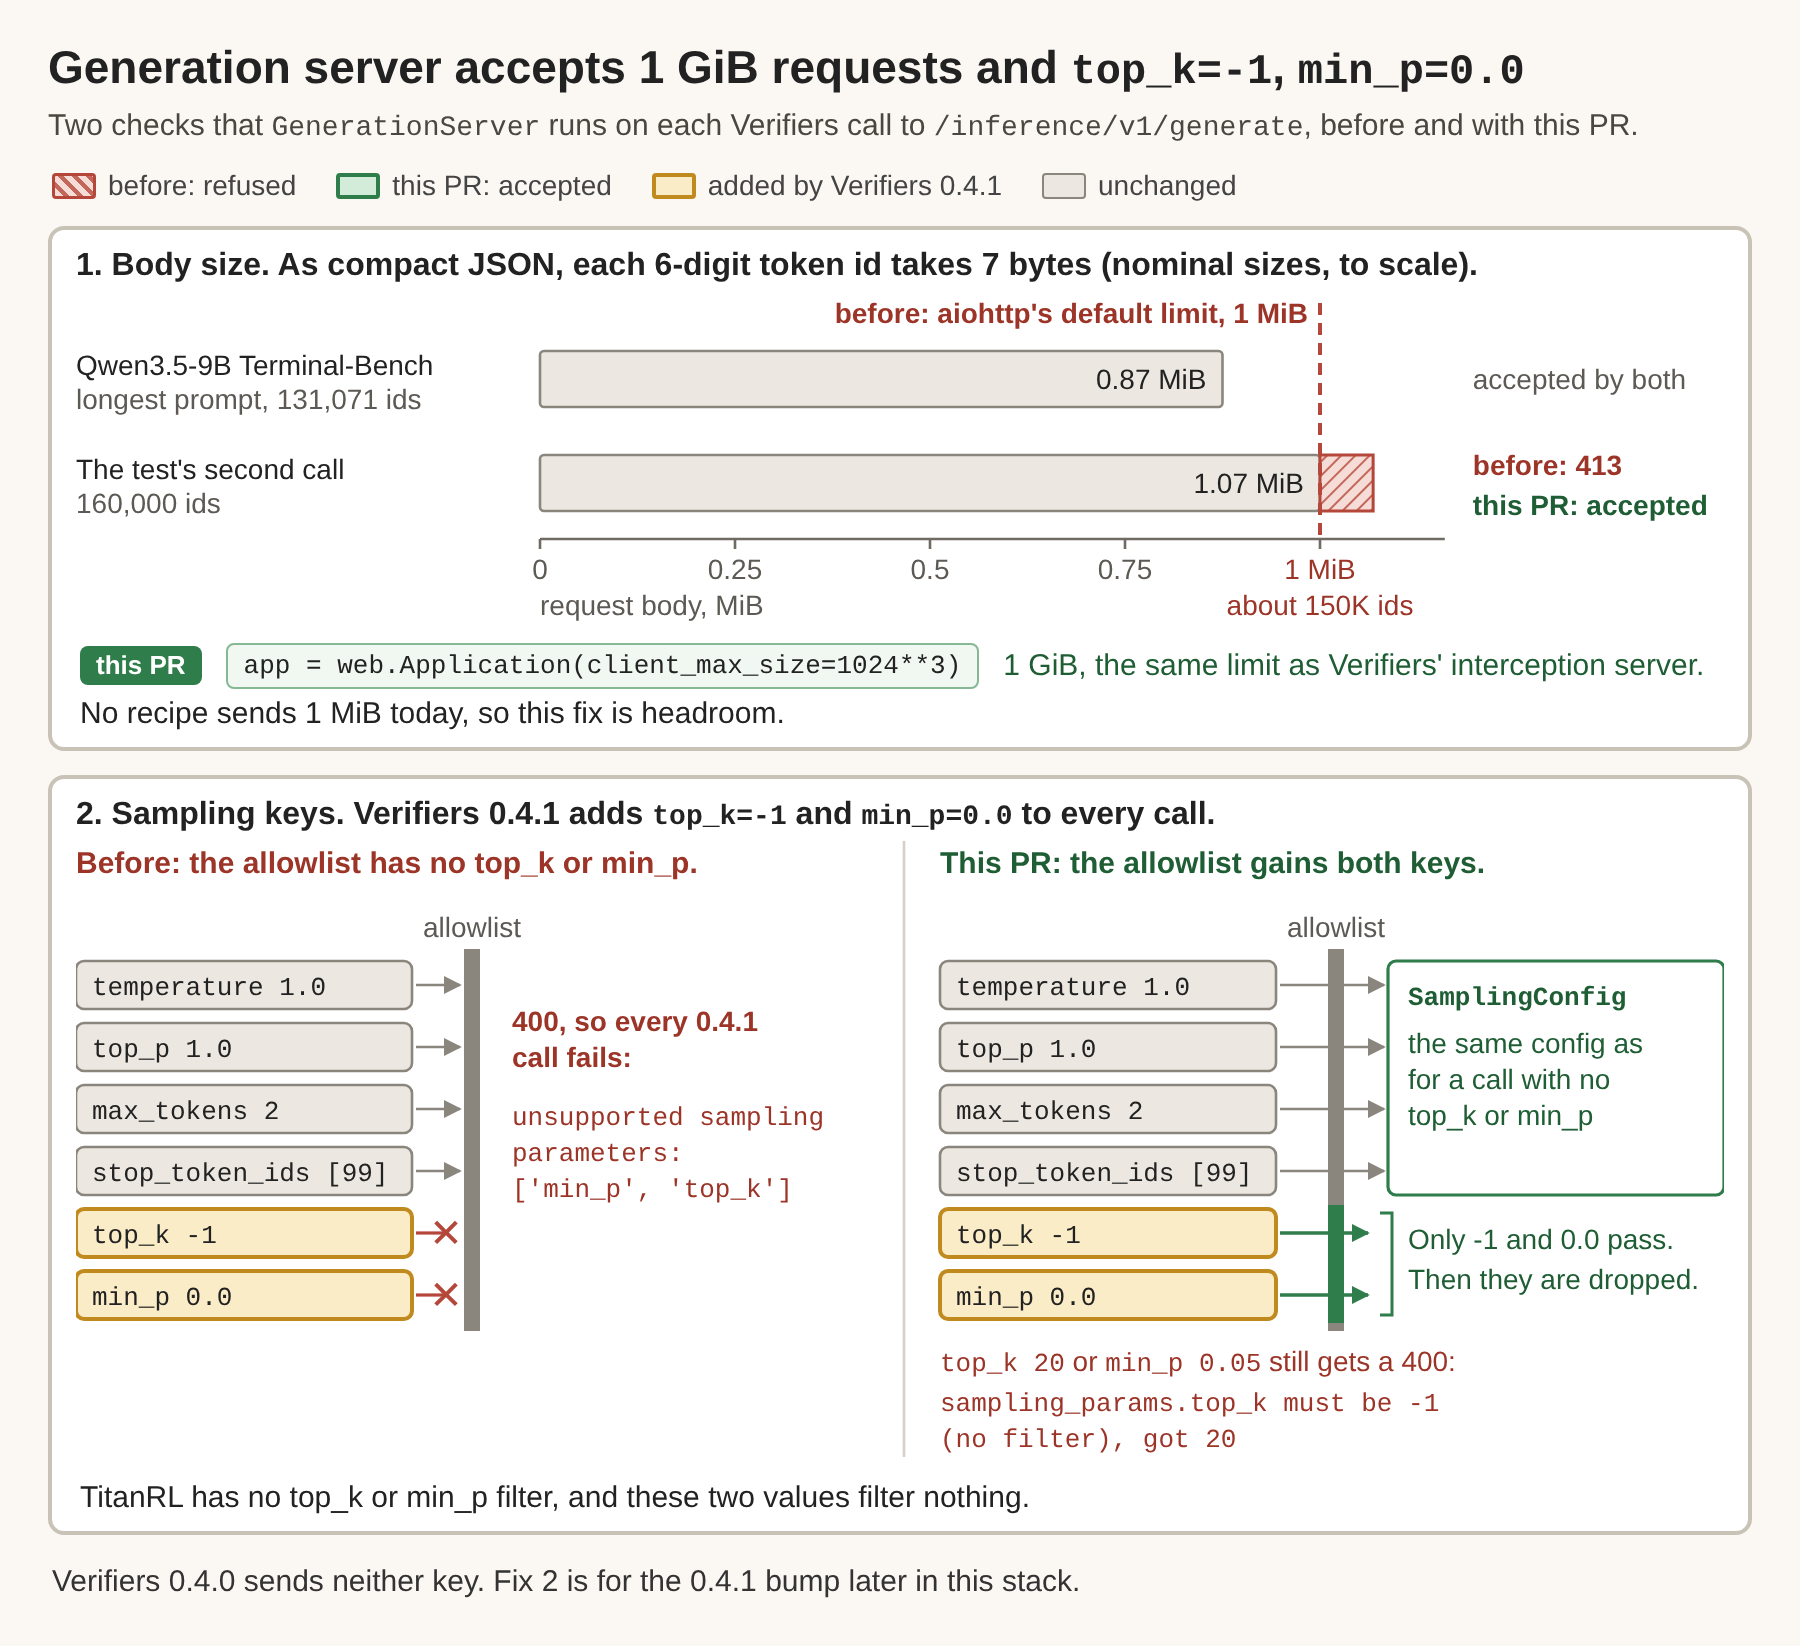 Generation server accepts 1 GiB requests and top_k=-1, min_p=0.0
Two checks that GenerationServer runs on each Verifiers call to /inference/v1/generate, before and with this PR.
before: refused
this PR: accepted
added by Verifiers 0.4.1
unchanged
1. Body size. As compact JSON, each 6-digit token id takes 7 bytes (nominal sizes, to scale).
before: aiohttp's default limit, 1 MiB
Qwen3.5-9B Terminal-Bench
longest prompt, 131,071 ids
0.87 MiB
accepted by both
The test's second call
160,000 ids
1.07 MiB
before: 413
this PR: accepted
0
0.25
0.5
0.75
1 MiB
request body, MiB
about 150K ids
this PR
app = web.Application(client_max_size=1024**3)
1 GiB, the same limit as Verifiers' interception server.
No recipe sends 1 MiB today, so this fix is headroom.
2. Sampling keys. Verifiers 0.4.1 adds top_k=-1 and min_p=0.0 to every call.
Before: the allowlist has no top_k or min_p.
allowlist
temperature 1.0
top_p 1.0
max_tokens 2
stop_token_ids [99]
top_k -1
min_p 0.0
400, so every 0.4.1
call fails:
unsupported sampling
parameters:
['min_p', 'top_k']
This PR: the allowlist gains both keys.
allowlist
temperature 1.0
top_p 1.0
max_tokens 2
stop_token_ids [99]
top_k -1
min_p 0.0
SamplingConfig
the same config as
for a call with no
top_k or min_p
Only -1 and 0.0 pass.
Then they are dropped.
top_k 20 or min_p 0.05 still gets a 400:
sampling_params.top_k must be -1
(no filter), got 20
TitanRL has no top_k or min_p filter, and these two values filter nothing.
Verifiers 0.4.0 sends neither key. Fix 2 is for the 0.4.1 bump later in this stack.